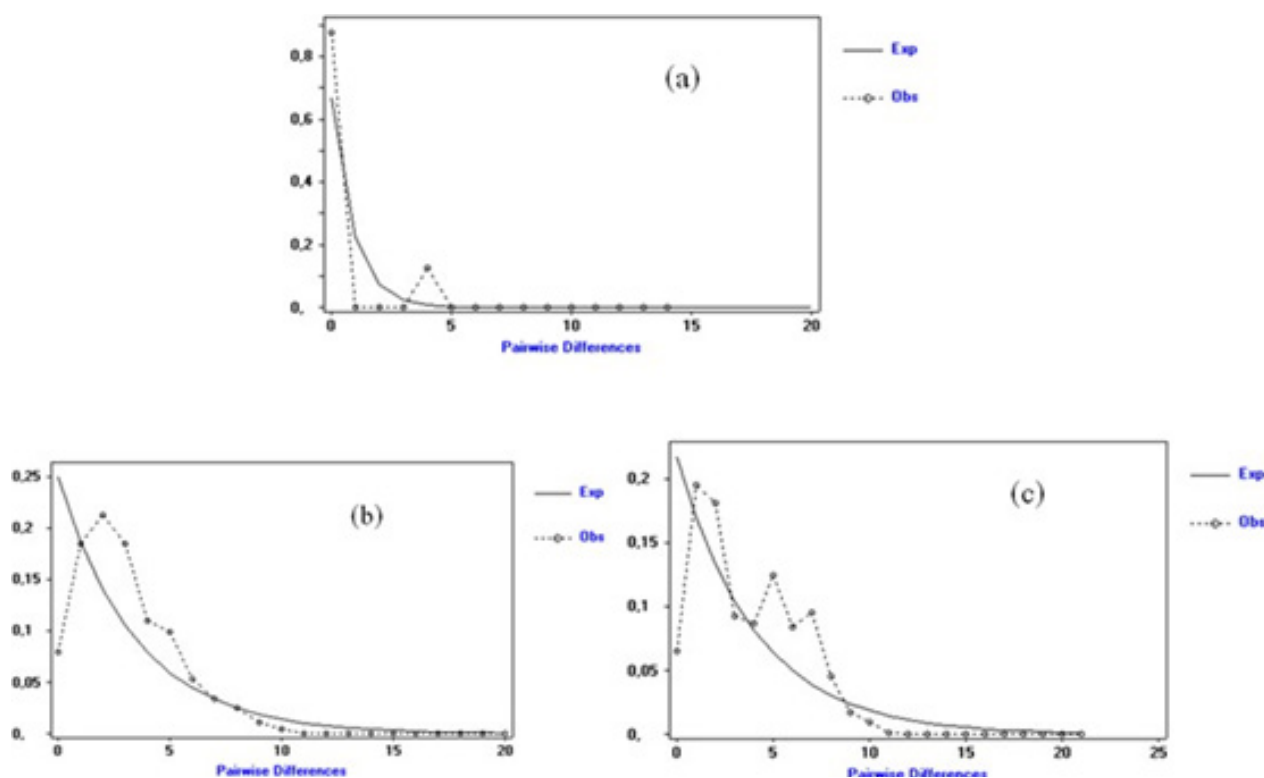 0,8
0,6
0,4
0,2
0,
0 5 10 15 20
Pairwise Differences
(a)
Exp
Obs
0,25
0,2
0,15
0,1
0,05
0,
0 5 10 15 20
Pairwise Differences
(b)
Exp
Obs
0,2
0,15
0,1
0,05
0,
0 5 10 15 20 25
Pairwise Differences
(c)
Exp
Obs